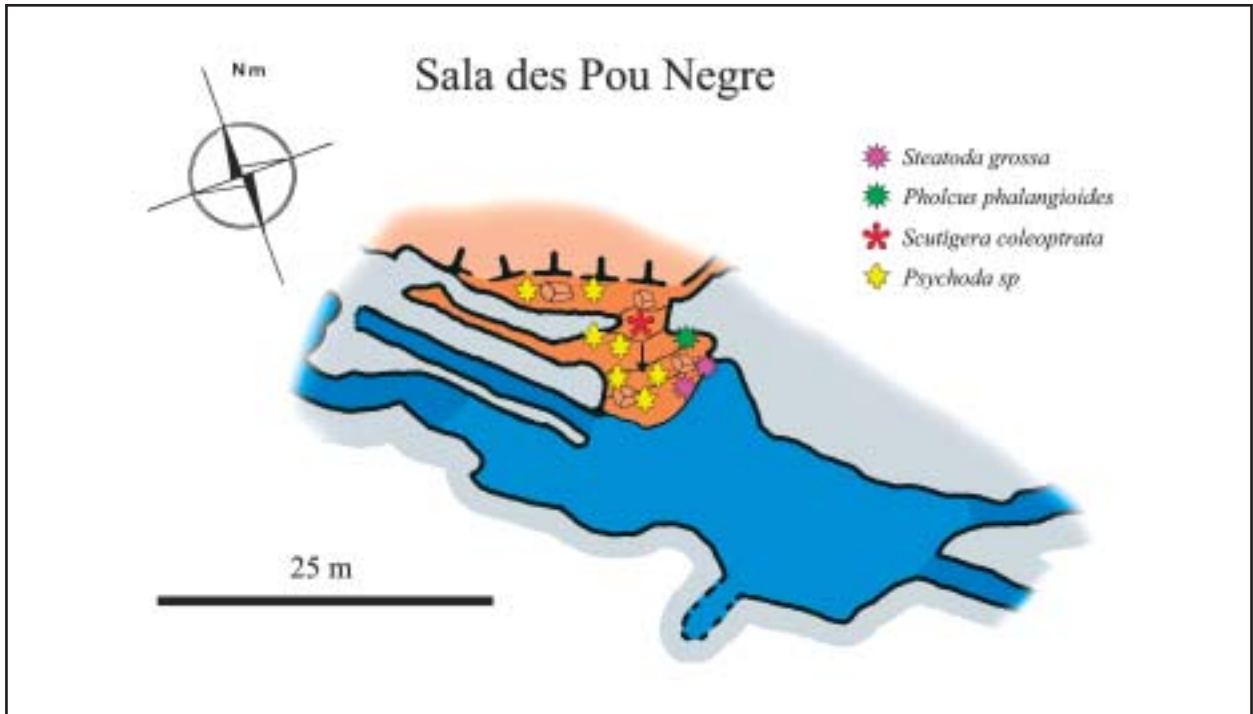 Nm
Sala des Pou Negre
Steatoda grossa
Pholcus phalangioides
Scutigera coleoptrata
Psychoda sp
25 m